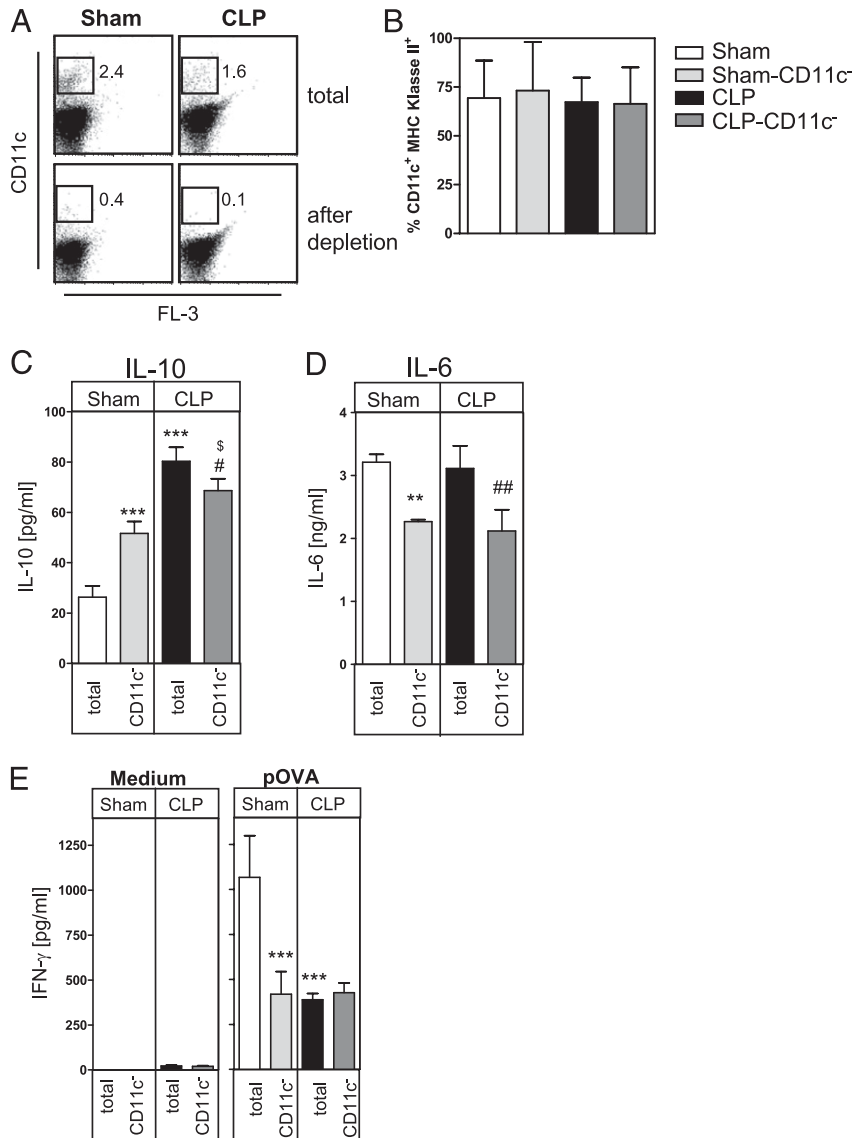 A
Sham CLP
CD11c
2.4
1.6
total
0.4
0.1
after
depletion
FL-3
B
% CD11c⁺ MHC Klasse II⁺
100
75
50
25
0
Sham
Sham-CD11c⁻
CLP
CLP-CD11c⁻
C
IL-10
Sham CLP
IL-10 [pg/ml]
100
80
60
40
20
0
***
***
$
#
total
CD11c⁻
total
CD11c⁻
D
IL-6
Sham CLP
IL-6 [ng/ml]
4
3
2
1
0
**
##
total
CD11c⁻
total
CD11c⁻
E
Medium pOVA
Sham CLP Sham CLP
IFN-γ [pg/ml]
1250
1000
750
500
250
0
***
***
total
CD11c⁻
total
CD11c⁻
total
CD11c⁻
total
CD11c⁻